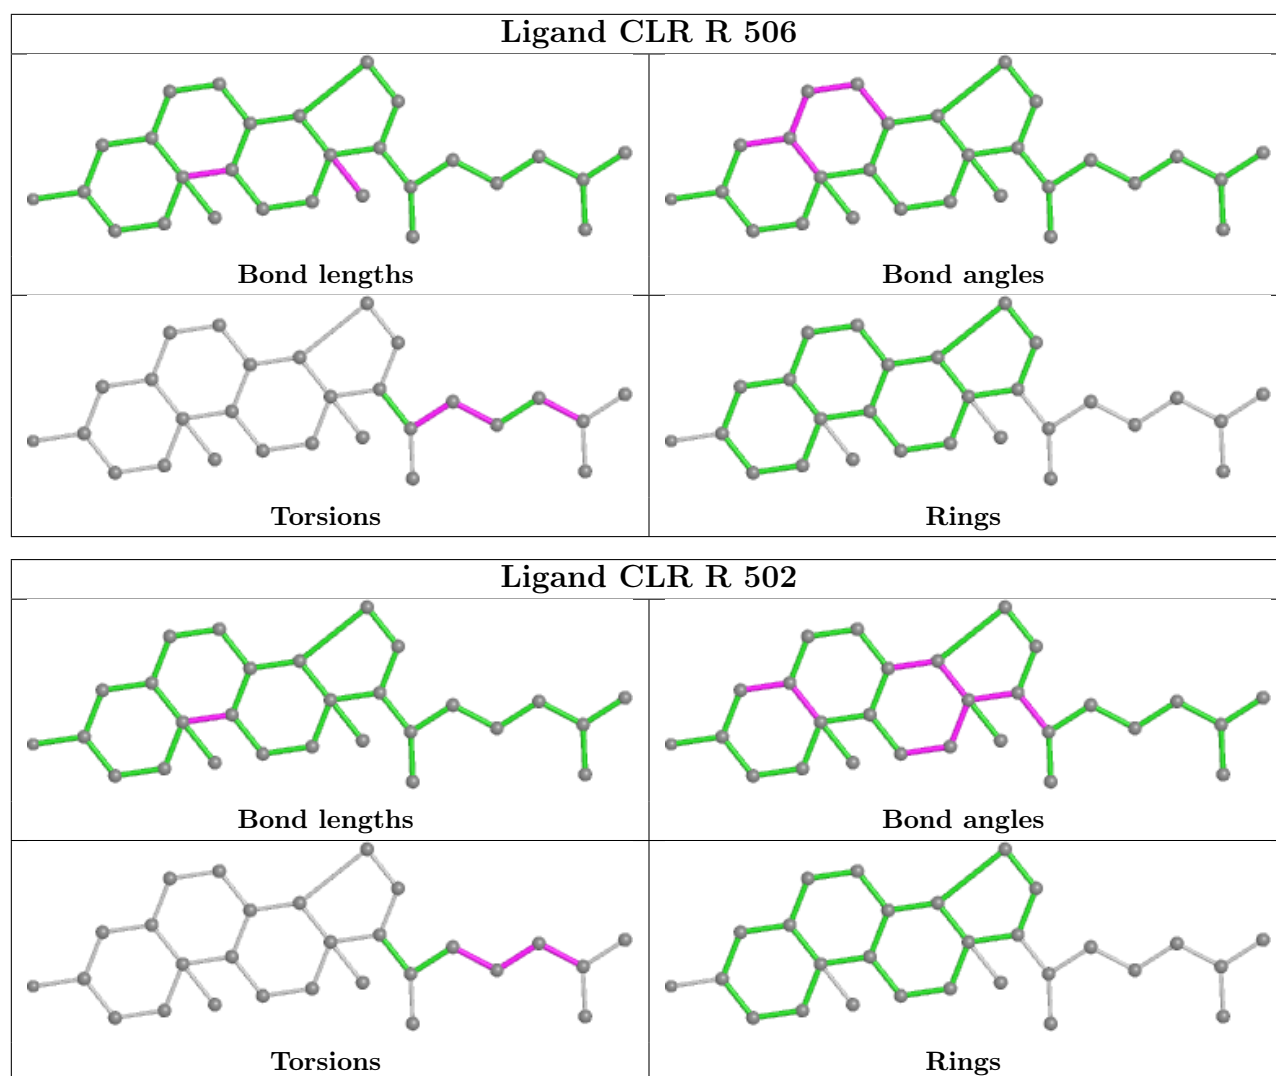 Ligand CLR R 506
Bond lengths
Bond angles
Torsions
Rings
Ligand CLR R 502
Bond lengths
Bond angles
Torsions
Rings